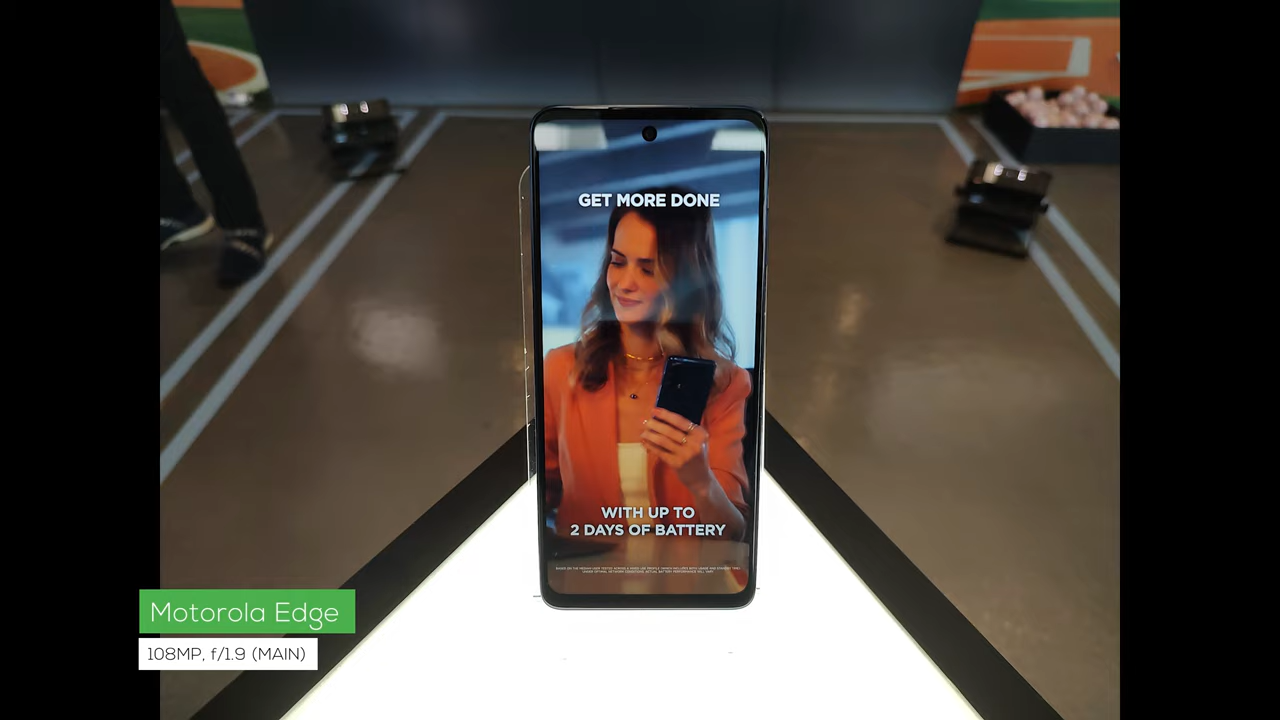 GET MORE DONE
WITH UP TO
2 DAYS OF BATTERY
Motorola Edge
108MP, f/1.9 (MAIN)